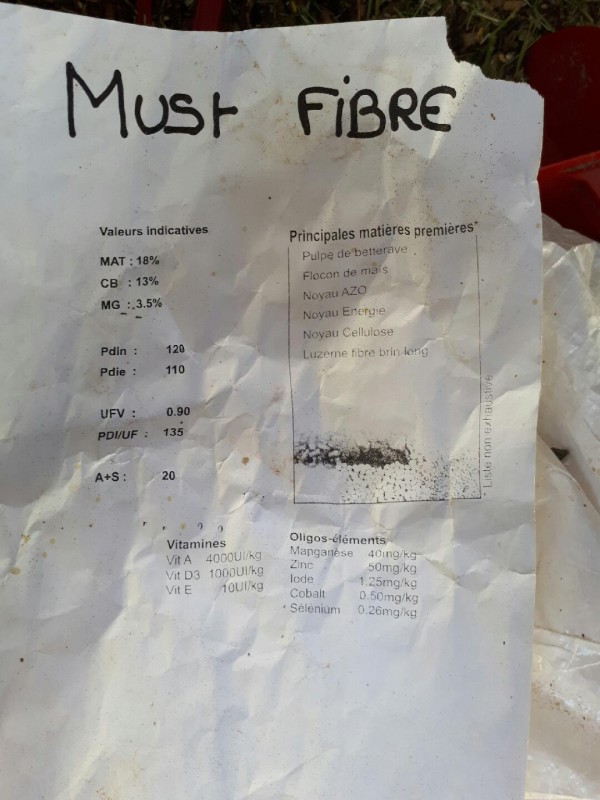 MUST FIBRE
Valeurs indicatives
MAT : 18%
CB : 13%
MG : 3.5%
Pdin : 120
Pdie : 110
UFV : 0.90
PDI/UF : 135
A+S : 20
Principales matières premières*
Pulpe de betterave
Flocon de maïs
Noyau AZO
Noyau Energie
Noyau Cellulose
Luzerne fibre brin long
* Liste non exhaustive
Vitamines
Vit A 4000UI/kg
Vit D3 1000UI/kg
Vit E 10UI/kg
Oligos-éléments
Manganèse 40mg/kg
Zinc 50mg/kg
Iode 1.25mg/kg
Cobalt 0.50mg/kg
Sélénium 0.26mg/kg